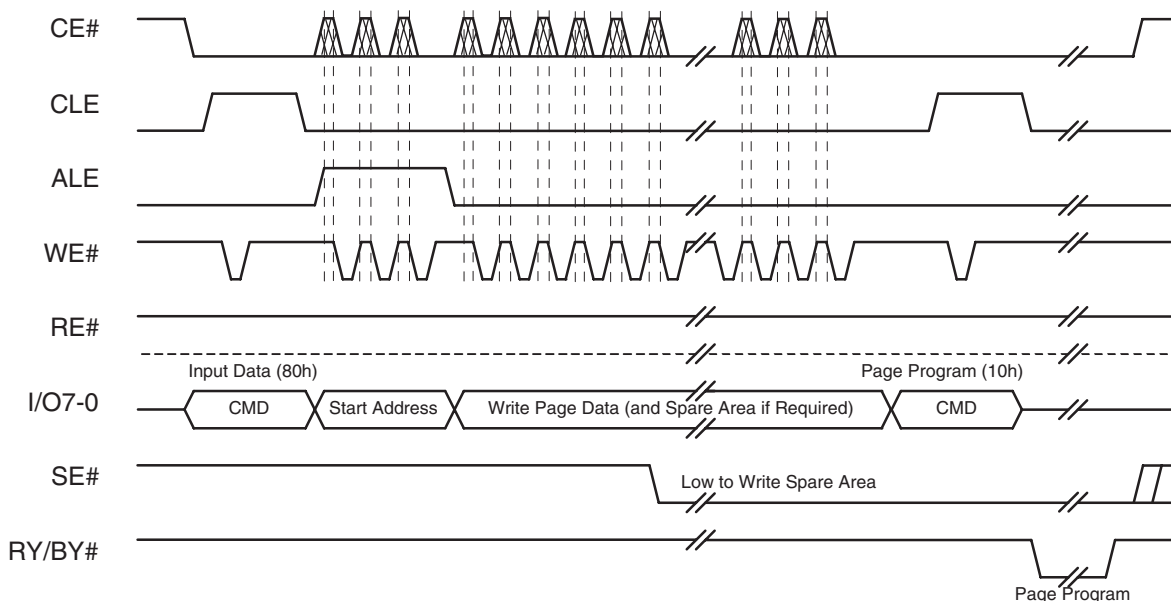 CE#
CLE
ALE
WE#
RE#
Input Data (80h)
Page Program (10h)
I/O7-0
CMD
Start Address
Write Page Data (and Spare Area if Required)
CMD
SE#
Low to Write Spare Area
RY/BY#
Page Program